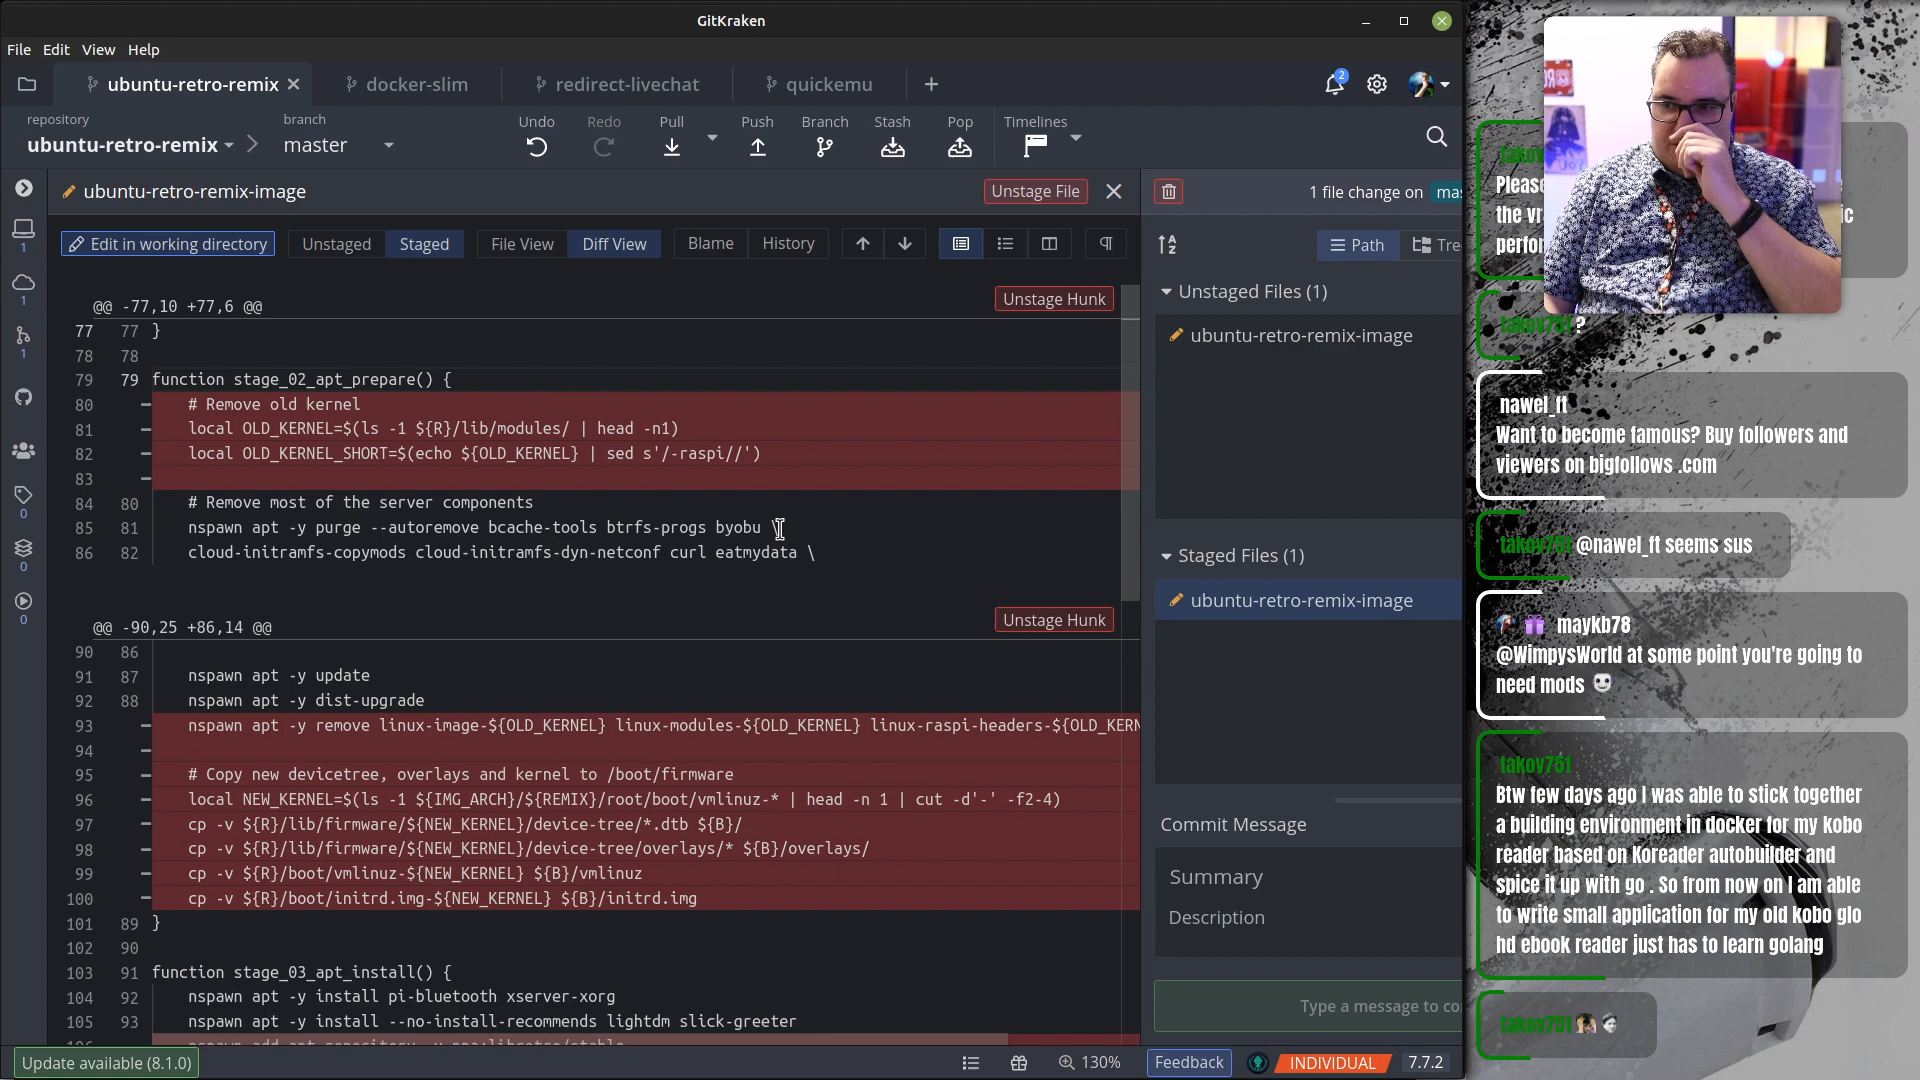 GitKraken
File Edit View Help
ubuntu-retro-remix docker-slim redirect-livechat quickemu
2
repository
ubuntu-retro-remix
branch
master
Undo Redo Pull Push Branch Stash Pop Timelines
ubuntu-retro-remix-image
Unstage File
1 file change on
Edit in working directory Unstaged Staged File View Diff View Blame History
Path
@@ -77,10 +77,6 @@
Unstage Hunk
77 77 }
78 78
79 79 function stage_02_apt_prepare() {
80 - # Remove old kernel
81 - local OLD_KERNEL=$(ls -1 ${R}/lib/modules/ | head -n1)
82 - local OLD_KERNEL_SHORT=$(echo ${OLD_KERNEL} | sed s'/-raspi//')
83 -
84 80 # Remove most of the server components
85 81 nspawn apt -y purge --autoremove bcache-tools btrfs-progs byobu \
86 82 cloud-initramfs-copymods cloud-initramfs-dyn-netconf curl eatmydata \
@@ -90,25 +86,14 @@
Unstage Hunk
90 86
91 87 nspawn apt -y update
92 88 nspawn apt -y dist-upgrade
93 - nspawn apt -y remove linux-image-${OLD_KERNEL} linux-modules-${OLD_KERNEL} linux-raspi-headers-${OLD_KERN
94 -
95 - # Copy new devicetree, overlays and kernel to /boot/firmware
96 - local NEW_KERNEL=$(ls -1 ${IMG_ARCH}/${REMIX}/root/boot/vmlinuz-* | head -n 1 | cut -d'-' -f2-4)
97 - cp -v ${R}/lib/firmware/${NEW_KERNEL}/device-tree/*.dtb ${B}/
98 - cp -v ${R}/lib/firmware/${NEW_KERNEL}/device-tree/overlays/* ${B}/overlays/
99 - cp -v ${R}/boot/vmlinuz-${NEW_KERNEL} ${B}/vmlinuz
100 - cp -v ${R}/boot/initrd.img-${NEW_KERNEL} ${B}/initrd.img
101 89 }
102 90
103 91 function stage_03_apt_install() {
104 92 nspawn apt -y install pi-bluetooth xserver-xorg
105 93 nspawn apt -y install --no-install-recommends lightdm slick-greeter
1
1
1
0
0
0
Unstaged Files (1)
ubuntu-retro-remix-image
Staged Files (1)
ubuntu-retro-remix-image
Commit Message
Summary
Description
Type a message to co
Update available (8.1.0)
130%
Feedback
INDIVIDUAL
7.7.2
takov751 ?
nawel_ft
Want to become famous? Buy followers and
viewers on bigfollows .com
takov751 @nawel_ft seems sus
maykb78
@WimpysWorld at some point you're going to
need mods
takov751
Btw few days ago I was able to stick together
a building environment in docker for my kobo
reader based on Koreader autobuilder and
spice it up with go . So from now on I am able
to write small application for my old kobo glo
hd ebook reader just has to learn golang
takov751